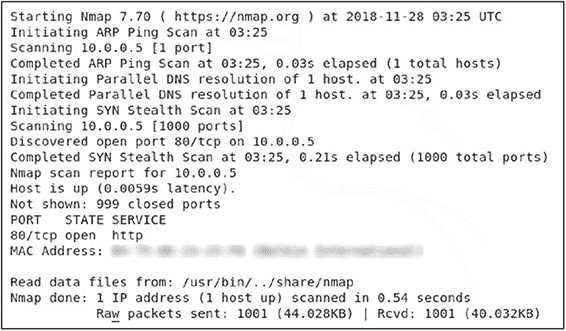 Starting Nmap 7.70 ( https://nmap.org ) at 2018-11-28 03:25 UTC
Initiating ARP Ping Scan at 03:25
Scanning 10.0.0.5 [1 port]
Completed ARP Ping Scan at 03:25, 0.03s elapsed (1 total hosts)
Initiating Parallel DNS resolution of 1 host. at 03:25
Completed Parallel DNS resolution of 1 host. at 03:25, 0.03s elapsed
Initiating SYN Stealth Scan at 03:25
Scanning 10.0.0.5 [1000 ports]
Discovered open port 80/tcp on 10.0.0.5
Completed SYN Stealth Scan at 03:25, 0.21s elapsed (1000 total ports)
Nmap scan report for 10.0.0.5
Host is up (0.0059s latency).
Not shown: 999 closed ports
PORT   STATE SERVICE
80/tcp open  http
MAC Address:
Read data files from: /usr/bin/../share/nmap
Nmap done: 1 IP address (1 host up) scanned in 0.54 seconds
Raw packets sent: 1001 (44.028KB) | Rcvd: 1001 (40.032KB)